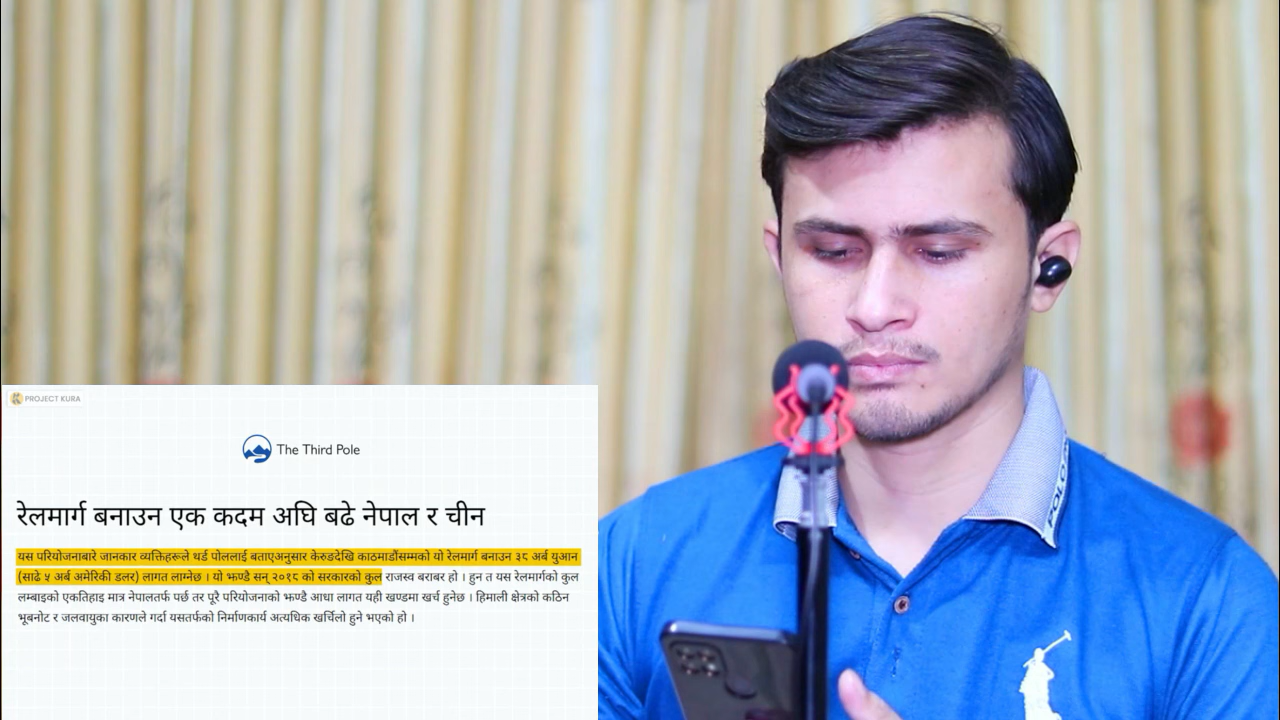 PROJECT KURA
The Third Pole
रेलमार्ग बनाउन एक कदम अघि बढे नेपाल र चीन
यस परियोजनाबारे जानकार व्यक्तिहरूले थर्ड पोललाई बताएअनुसार केरुङदेखि काठमाडौंसम्मको यो रेलमार्ग बनाउन ३८ अर्ब युआन
(साढे ५ अर्ब अमेरिकी डलर) लागत लाग्नेछ । यो झण्डै सन् २०१८ को सरकारको कुल राजस्व बराबर हो । हुन त यस रेलमार्गको कुल
लम्बाइको एकतिहाइ मात्र नेपालतर्फ पर्छ तर पूरै परियोजनाको झण्डै आधा लागत यही खण्डमा खर्च हुनेछ । हिमाली क्षेत्रको कठिन
भूबनोट र जलवायुका कारणले गर्दा यसतर्फको निर्माणकार्य अत्यधिक खर्चिलो हुने भएको हो ।
POLO